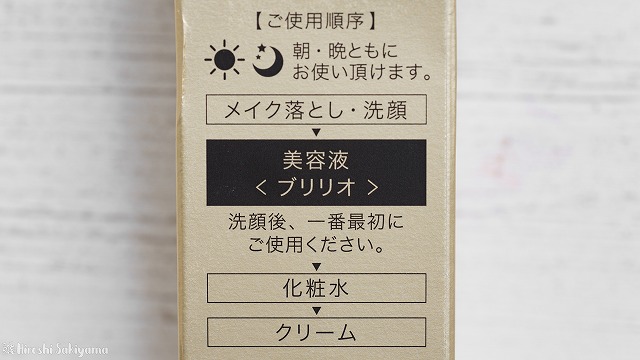 【ご使用順序】
朝・晩ともに
お使い頂けます。
メイク落とし・洗顔
美容液
＜ ブリリオ ＞
洗顔後、一番最初に
ご使用ください。
化粧水
クリーム
Hiroshi Sakiyama